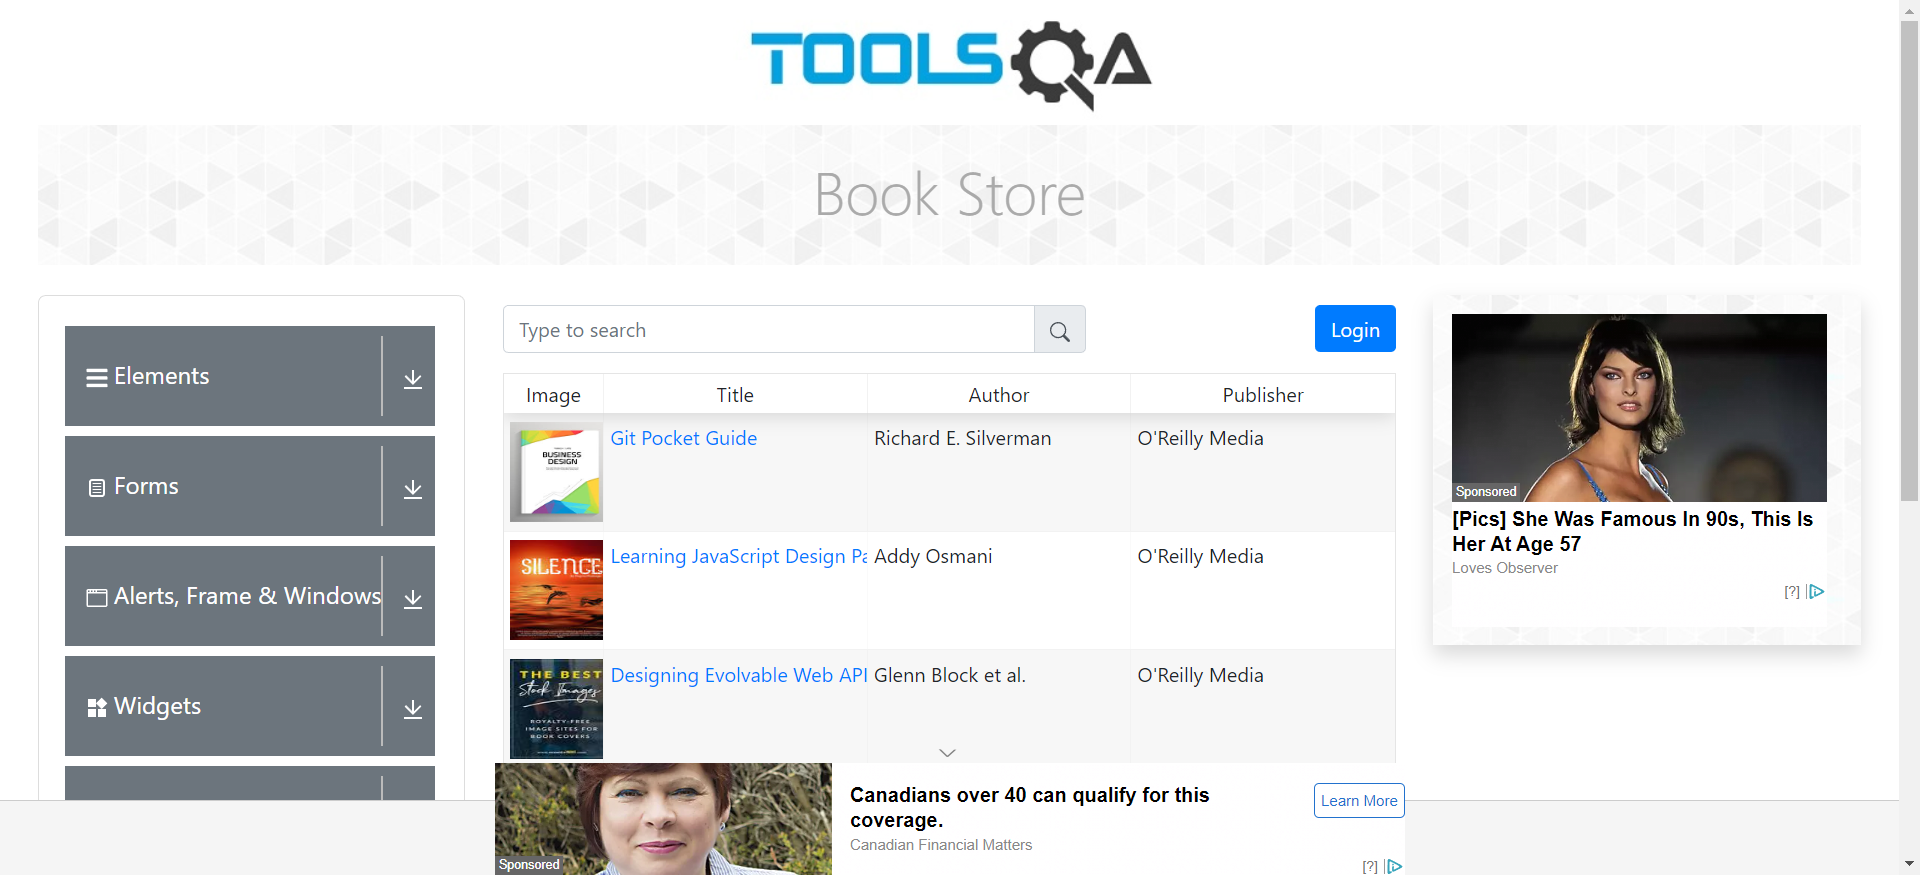 TOOLSQA
Book Store
Elements
Forms
Alerts, Frame & Windows
Widgets
Type to search
Login
Image Title Author Publisher
BUSINESS
DESIGN
Git Pocket Guide Richard E. Silverman O'Reilly Media
SILENCE
Learning JavaScript Design Pa Addy Osmani O'Reilly Media
THE BEST
Stock Images
ROYALTY-FREE
IMAGE SITES FOR
BOOK COVERS
Designing Evolvable Web API Glenn Block et al. O'Reilly Media
Sponsored
[Pics] She Was Famous In 90s, This Is
Her At Age 57
Loves Observer
[?]
Sponsored
Canadians over 40 can qualify for this
coverage.
Canadian Financial Matters
Learn More
[?]